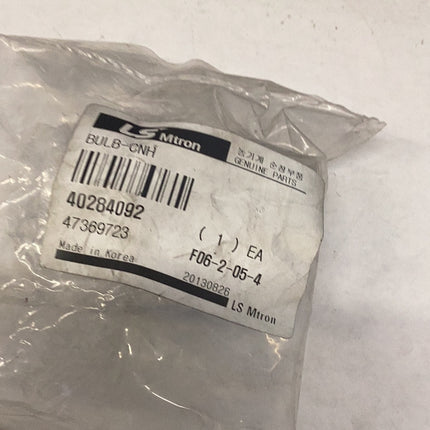 LS Mtron
농기계 순정부품
GENUINE PARTS
BULB-CNH
40284092
47369723
( 1 ) EA
Made in Korea
F06-2-05-4
20130826
LS Mtron